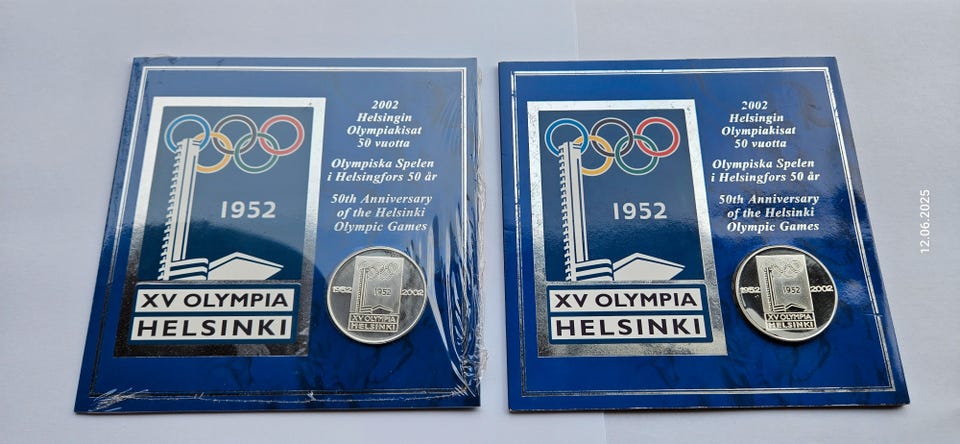 2002
Helsingin
Olympiakisat
50 vuotta
Olympiska Spelen
i Helsingfors 50 år
50th Anniversary
of the Helsinki
Olympic Games
1952
XV OLYMPIA
HELSINKI
1952
1952
2002
XV OLYMPIA
HELSINKI
2002
Helsingin
Olympiakisat
50 vuotta
Olympiska Spelen
i Helsingfors 50 år
50th Anniversary
of the Helsinki
Olympic Games
1952
XV OLYMPIA
HELSINKI
1952
1952
2002
XV OLYMPIA
HELSINKI
12.06.2025